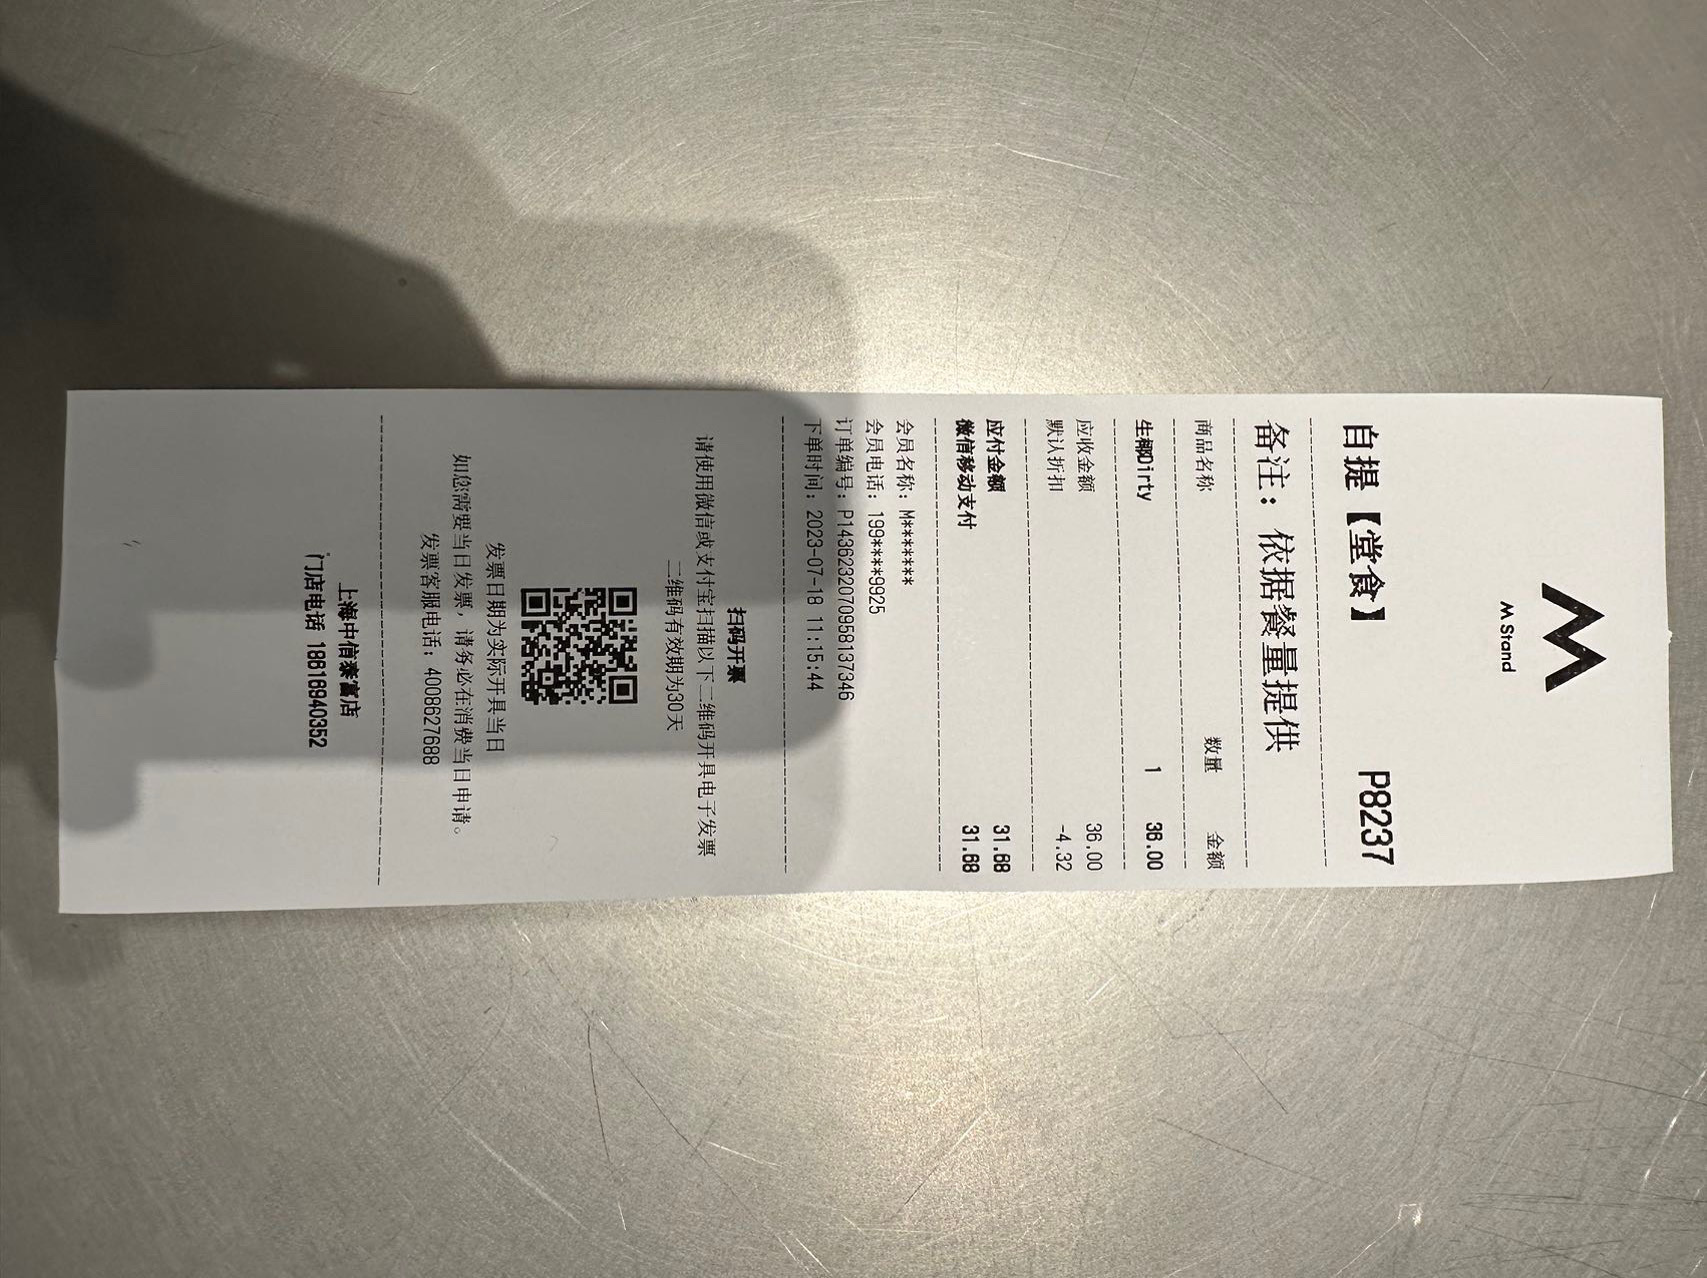 M Stand
自提【堂食】 P8237
备注：依据餐量提供
商品名称 数量 金额
生椰Dirty 1 36.00
应收金额 36.00
默认折扣 -4.32
应付金额 31.68
微信移动支付 31.68
会员名称：M*******
会员电话：199****9925
订单编号：P143623207095813​7346
下单时间：2023-07-18 11:15:44
扫码开票
请使用微信或支付宝扫描以下二维码开具电子发票
二维码有效期为30天
发票日期为实际开具当日
如您需要当日发票，请务必在消费当日申请。
发票客服电话：4008627688
上海中信泰富店
门店电话 18616940352